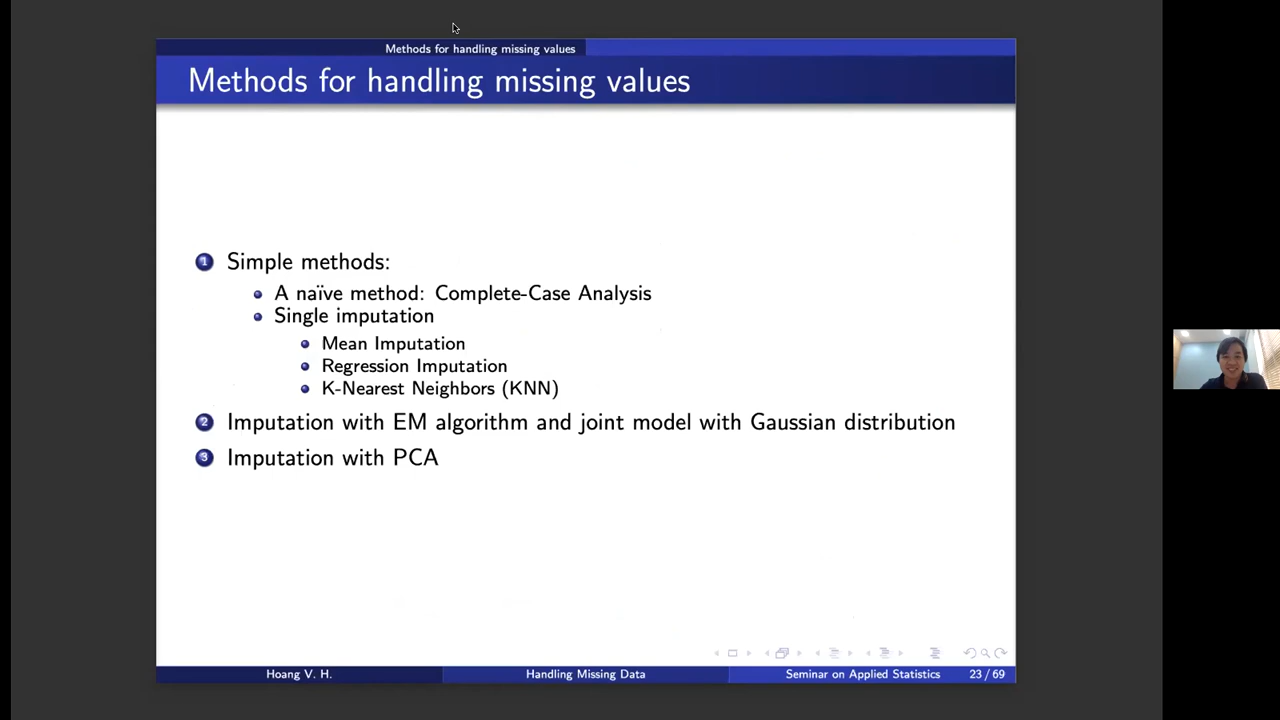 Methods for handling missing values
Methods for handling missing values
1 Simple methods:
A naïve method: Complete-Case Analysis
Single imputation
Mean Imputation
Regression Imputation
K-Nearest Neighbors (KNN)
2 Imputation with EM algorithm and joint model with Gaussian distribution
3 Imputation with PCA
Hoang V. H. Handling Missing Data Seminar on Applied Statistics 23 / 69